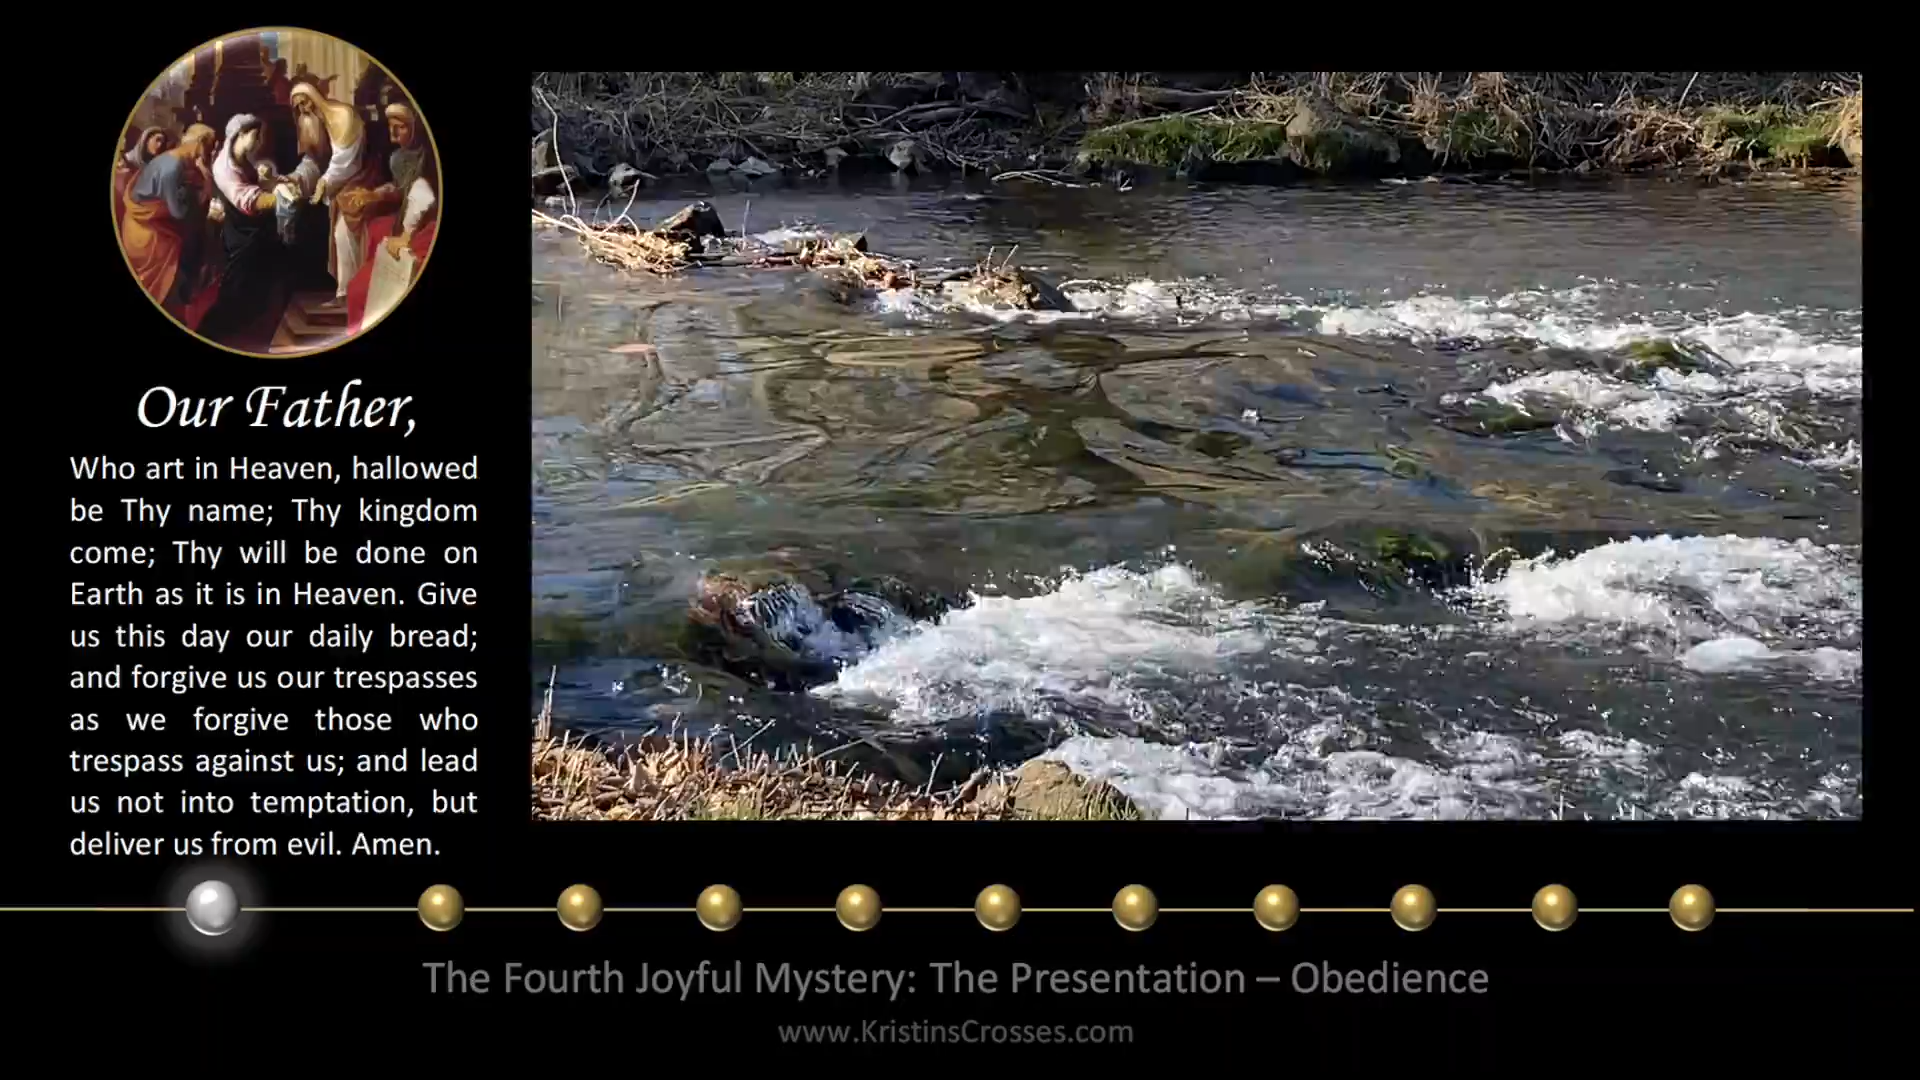 Our Father,
Who art in Heaven, hallowed
be Thy name; Thy kingdom
come; Thy will be done on
Earth as it is in Heaven. Give
us this day our daily bread;
and forgive us our trespasses
as we forgive those who
trespass against us; and lead
us not into temptation, but
deliver us from evil. Amen.
The Fourth Joyful Mystery: The Presentation – Obedience
www.KristinsCrosses.com